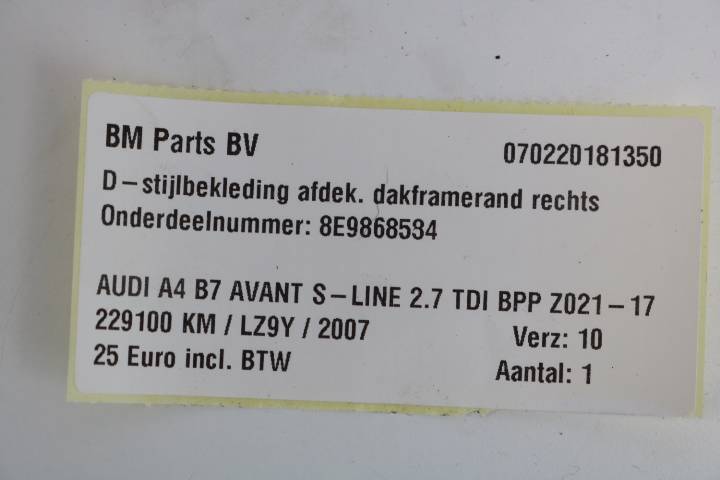 BM Parts BV 070220181350
D-stijlbekleding afdek. dakframerand rechts
Onderdeelnummer: 8E9868534
AUDI A4 B7 AVANT S-LINE 2.7 TDI BPP Z021-17
229100 KM / LZ9Y / 2007 Verz: 10
25 Euro incl. BTW Aantal: 1